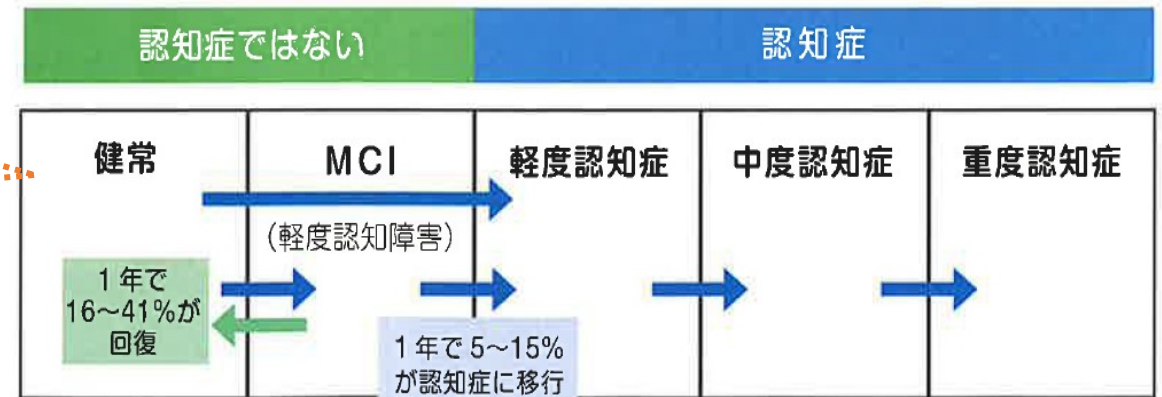 認知症ではない
認知症
健常
MCI
軽度認知症
中度認知症
重度認知症
(軽度認知障害)
1年で
16~41%が
回復
1年で5~15%
が認知症に移行